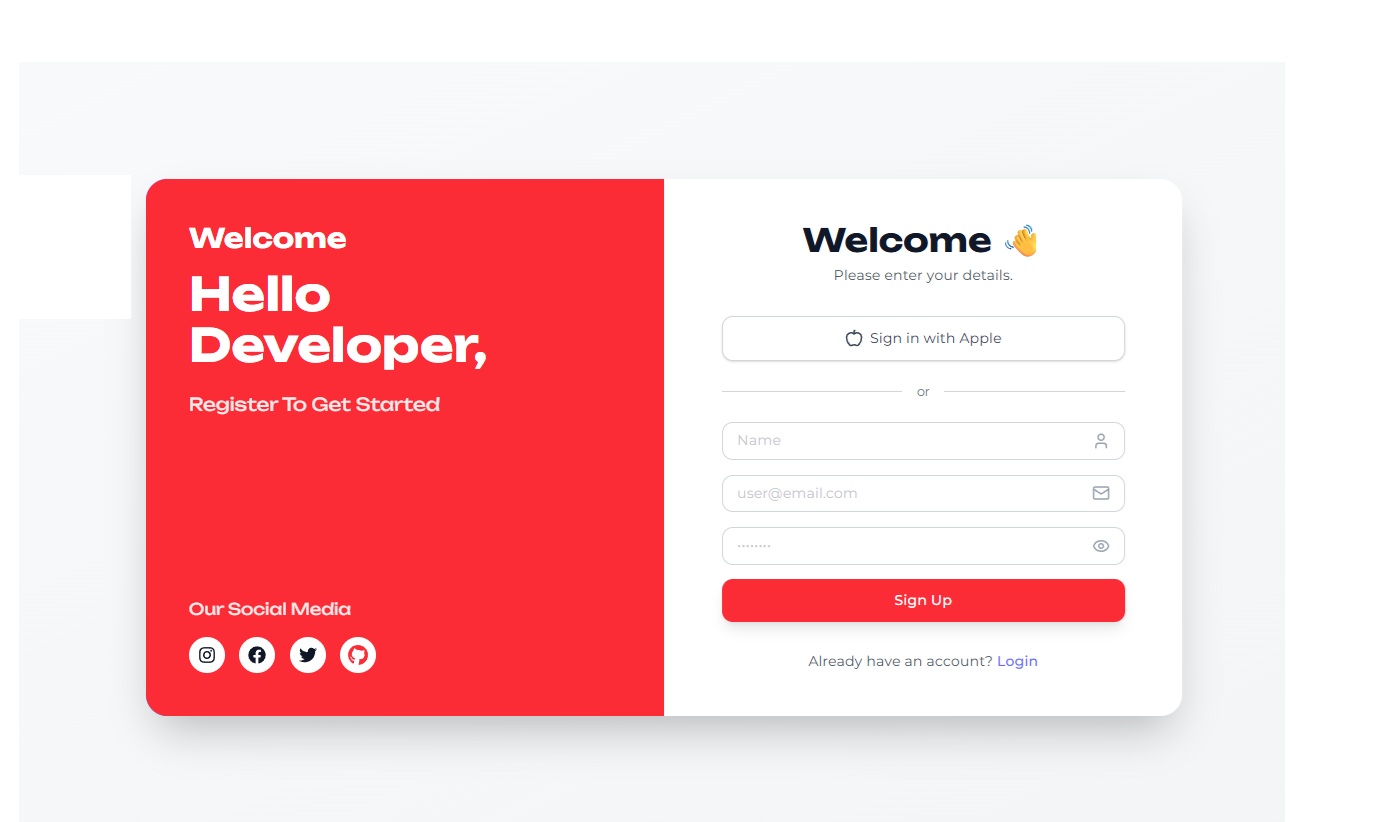 Welcome
Hello
Developer,
Register To Get Started
Our Social Media
Welcome 👋
Please enter your details.
Sign in with Apple
or
Name
user@email.com
········
Sign Up
Already have an account? Login